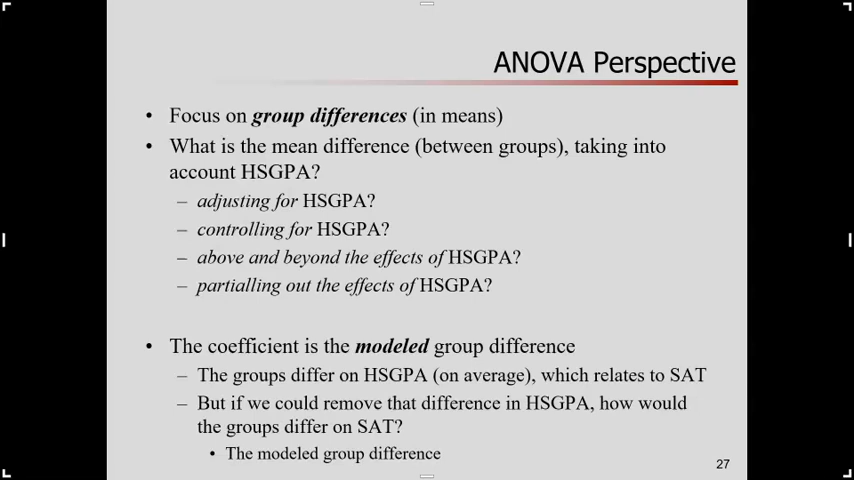 ANOVA Perspective
• Focus on group differences (in means)
• What is the mean difference (between groups), taking into
account HSGPA?
– adjusting for HSGPA?
– controlling for HSGPA?
– above and beyond the effects of HSGPA?
– partialling out the effects of HSGPA?
• The coefficient is the modeled group difference
– The groups differ on HSGPA (on average), which relates to SAT
– But if we could remove that difference in HSGPA, how would
the groups differ on SAT?
• The modeled group difference
27